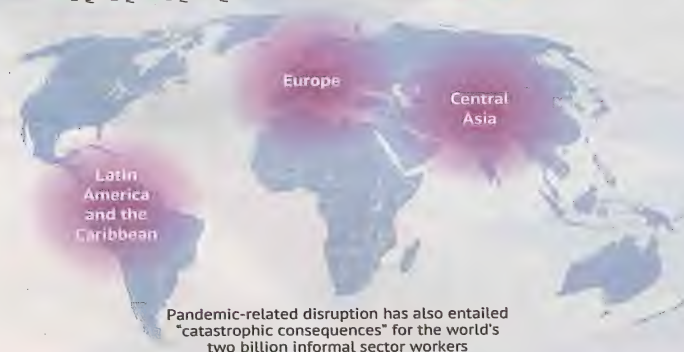 Europe
Central
Asia
Latin
America
and the
Caribbean
Pandemic-related disruption has also entailed
"catastrophic consequences" for the world's
two billion informal sector workers